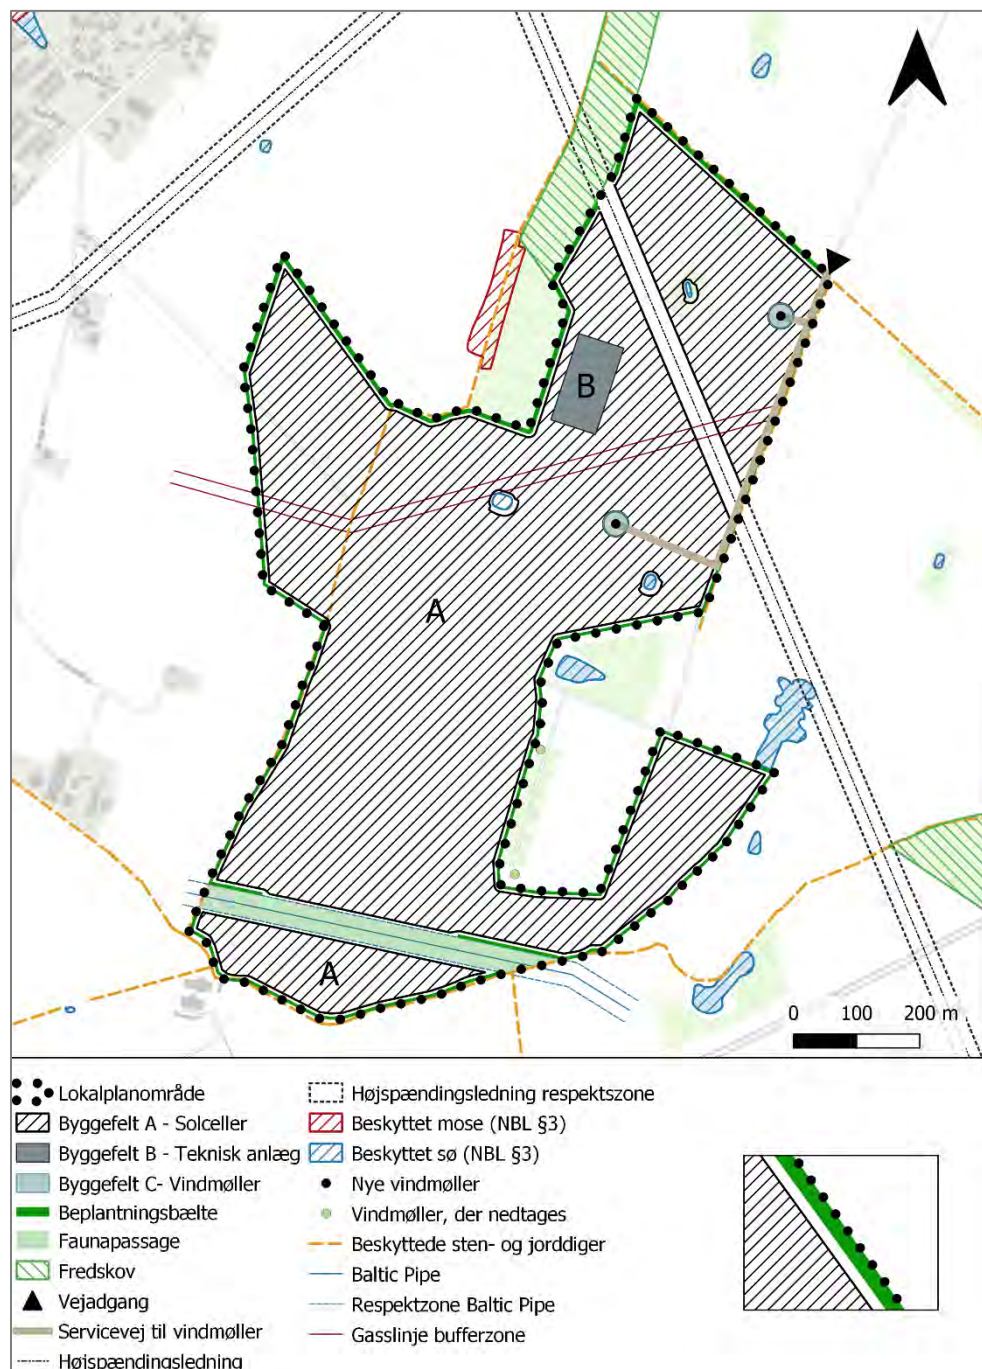 B
A
A
0 100 200 m
Lokalplanområde
Byggefelt A - Solceller
Byggefelt B - Teknisk anlæg
Byggefelt C- Vindmøller
Beplantningsbælte
Faunapassage
Fredskov
Vejadgang
Servicevej til vindmøller
Højspændingsledning
Højspændingsledning respektszone
Beskyttet mose (NBL §3)
Beskyttet sø (NBL §3)
Nye vindmøller
Vindmøller, der nedtages
Beskyttede sten- og jorddiger
Baltic Pipe
Respektzone Baltic Pipe
Gasslinje bufferzone